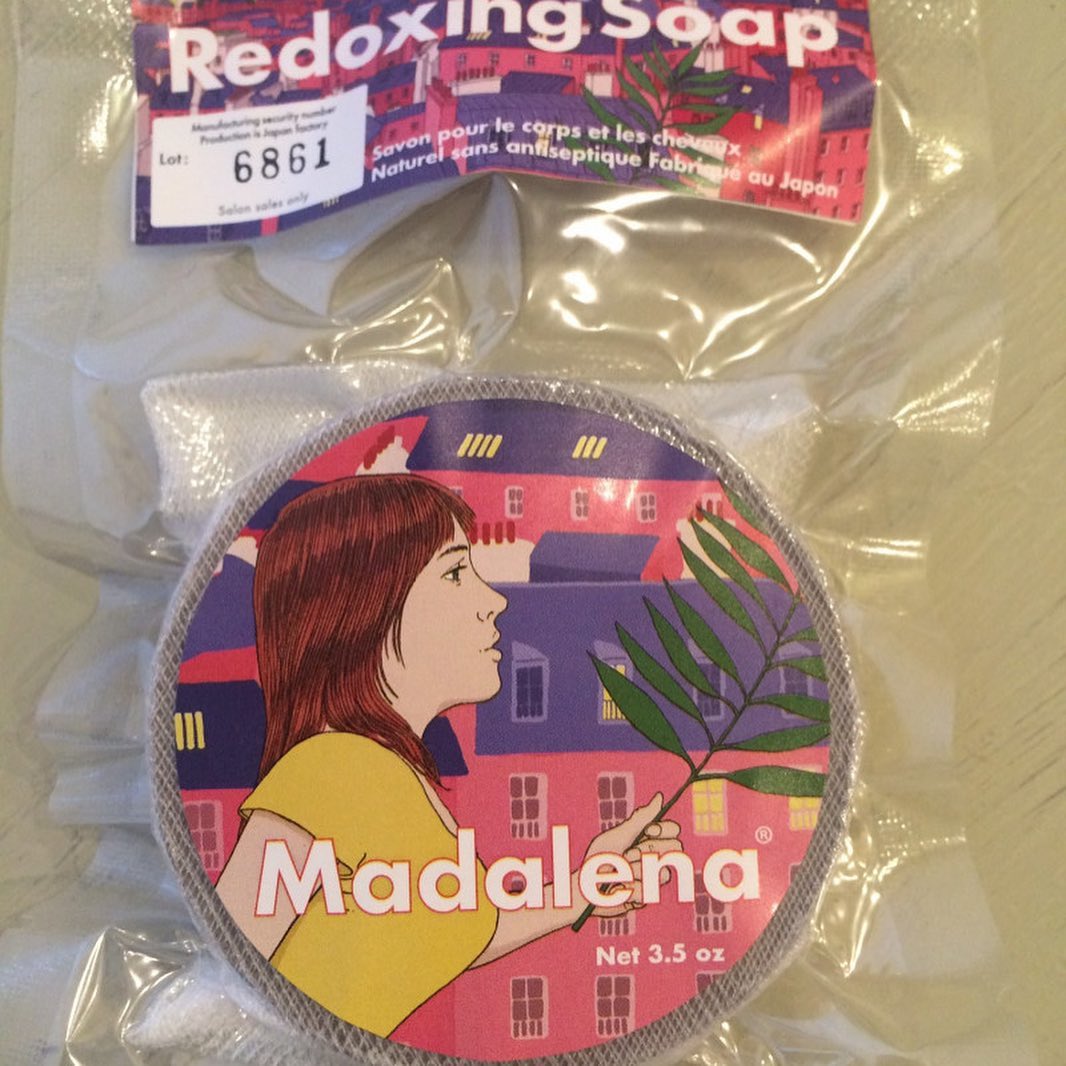 Redoxing Soap
Manufacturing security number
Production is Japan factory
Lot: 6861
Salon sales only
Savon pour le corps et les chevaux
Naturel sans antiseptique Fabriqué au Japon
Madalena®
Net 3.5 oz